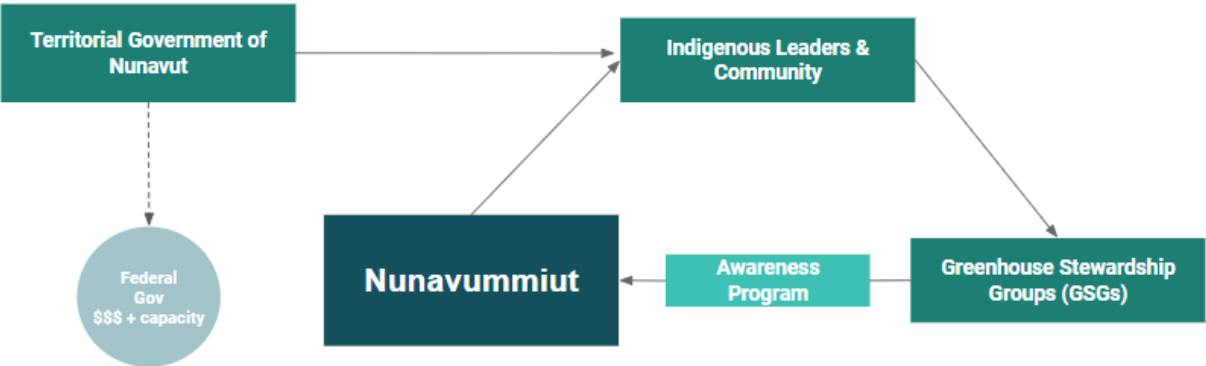 Territorial Government of
Nunavut
Indigenous Leaders &
Community
Federal
Gov
$$$ + capacity
Nunavummiut
Awareness
Program
Greenhouse Stewardship
Groups (GSGs)